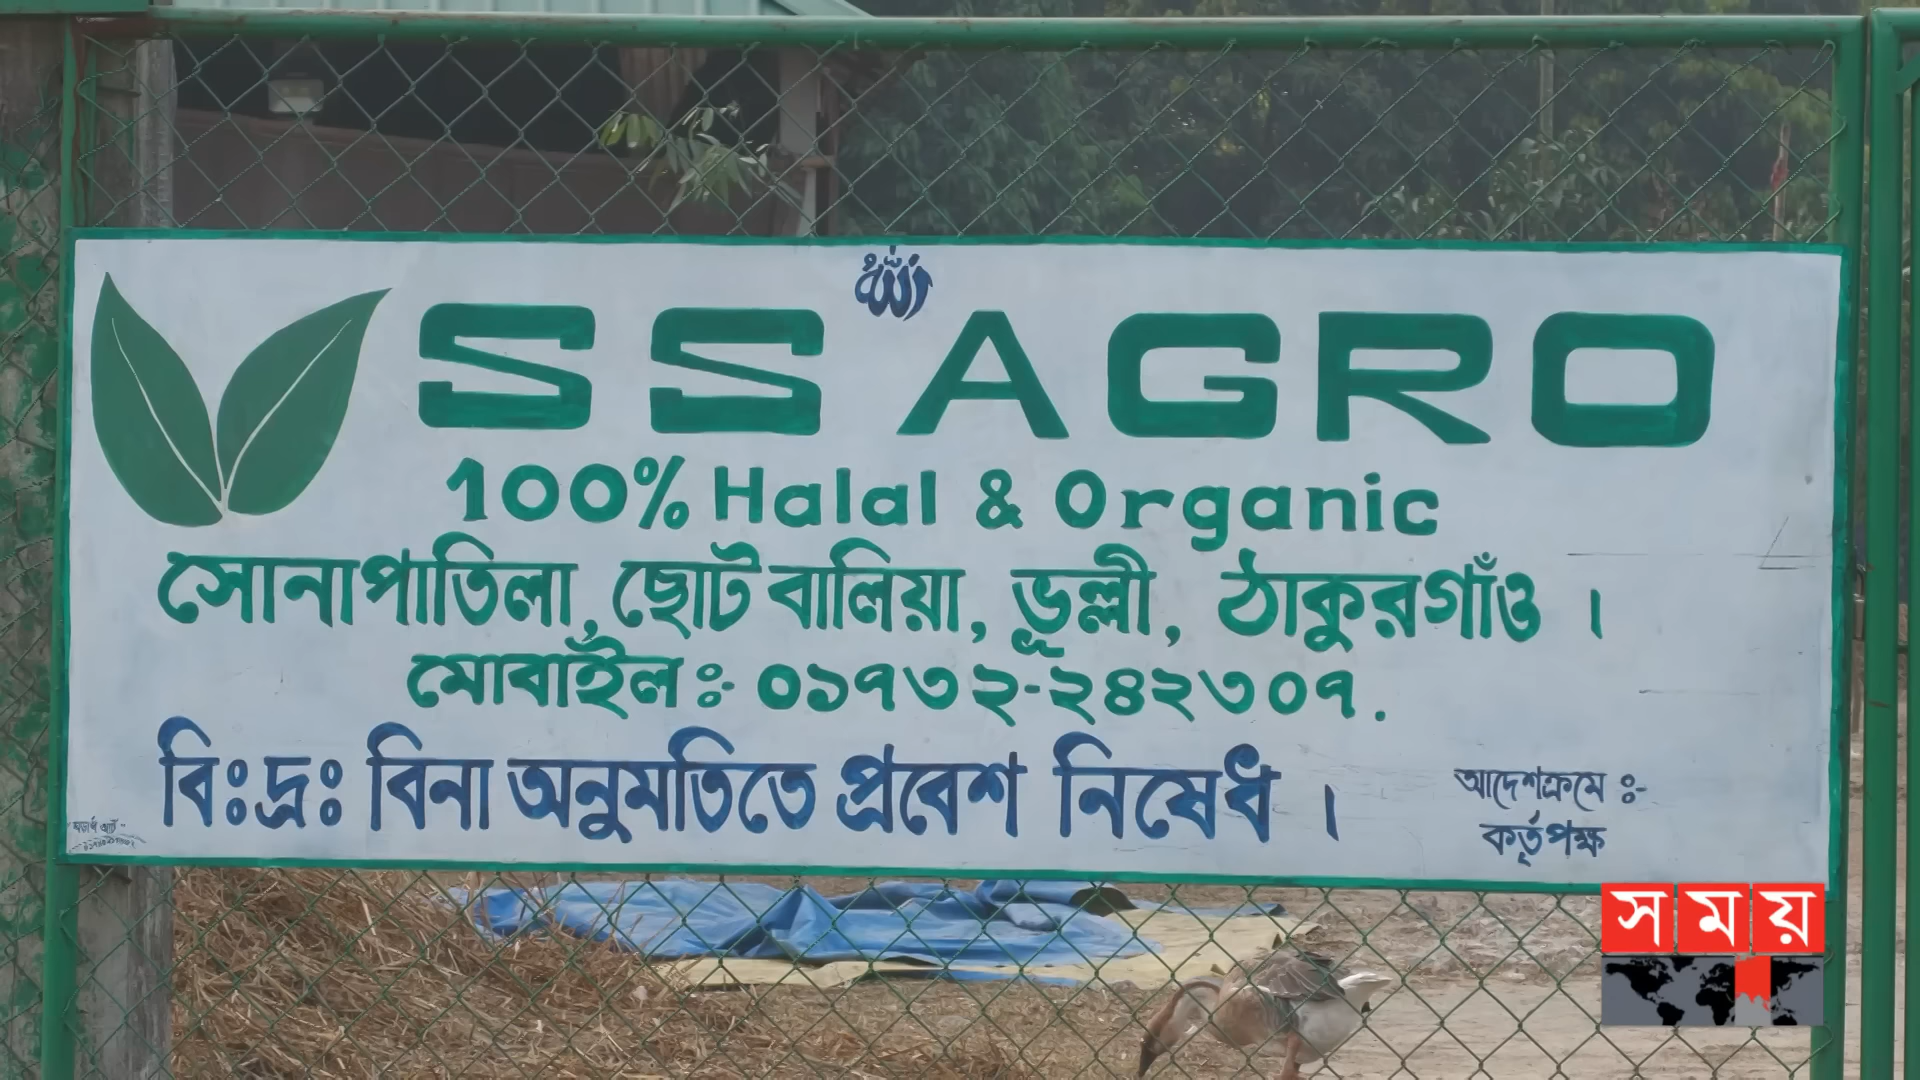 الله
SS AGRO
100% Halal & Organic
সোনাপাতিলা, ছোট বালিয়া, ভূল্লী, ঠাকুরগাঁও ।
মোবাইল ঃ- ০১৭৩২-২৪২৩০৭.
বিঃদ্রঃ বিনা অনুমতিতে প্রবেশ নিষেধ ।
আদেশক্রমে ঃ-
কর্তৃপক্ষ
সময়